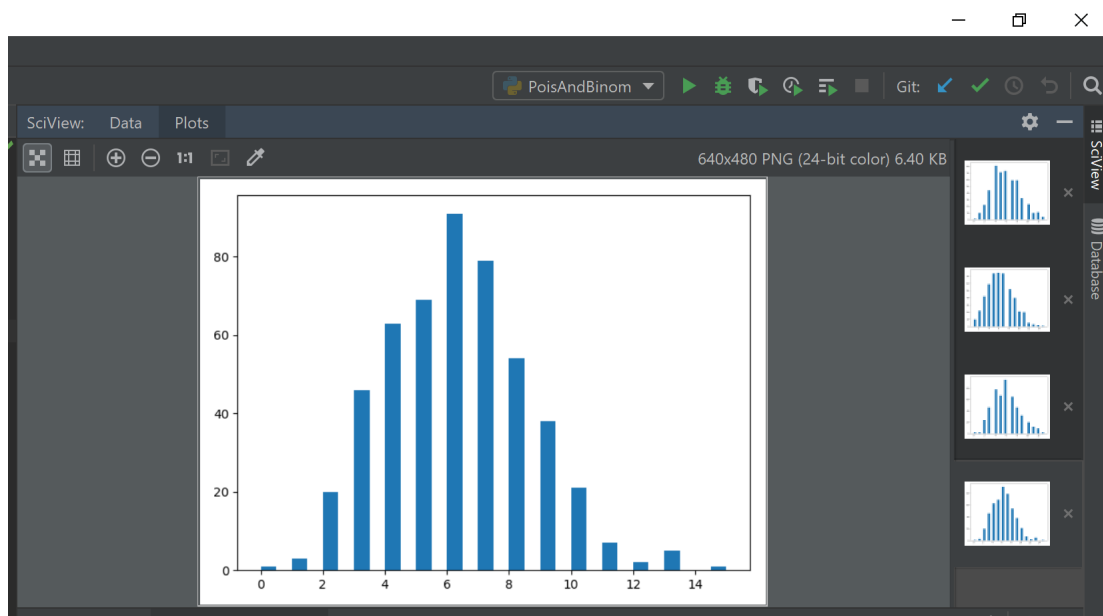 PoisAndBinom Git:
SciView: Data Plots
1:1 640x480 PNG (24-bit color) 6.40 KB
SciView
Database
80
60
40
20
0
0 2 4 6 8 10 12 14